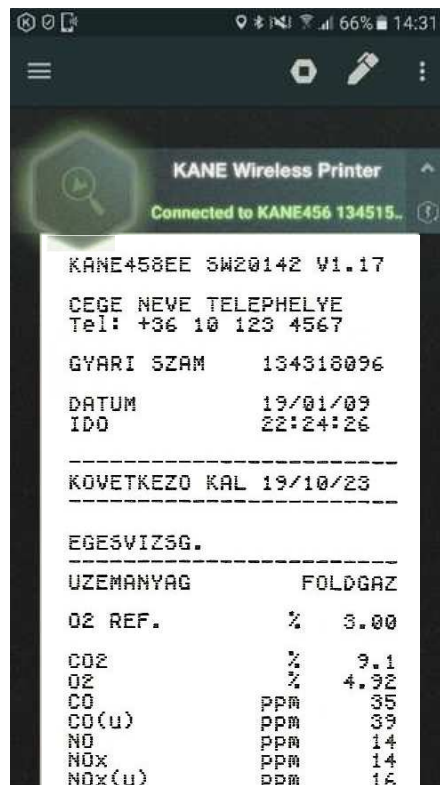 66% 14:31
KANE Wireless Printer
Connected to KANE456 134515..
KANE458EE SW20142 V1.17
CEGE NEVE TELEPHELYE
Tel: +36 10 123 4567
GYARI SZAM 134318096
DATUM 19/01/09
IDO 22:24:26
KOVETKEZO KAL 19/10/23
EGESVIZSG.
UZEMANYAG FOLDGAZ
O2 REF. % 3.00
CO2 % 9.1
O2 % 4.92
CO ppm 35
CO(u) ppm 39
NO ppm 14
NOx ppm 14
NOx(u) ppm 16